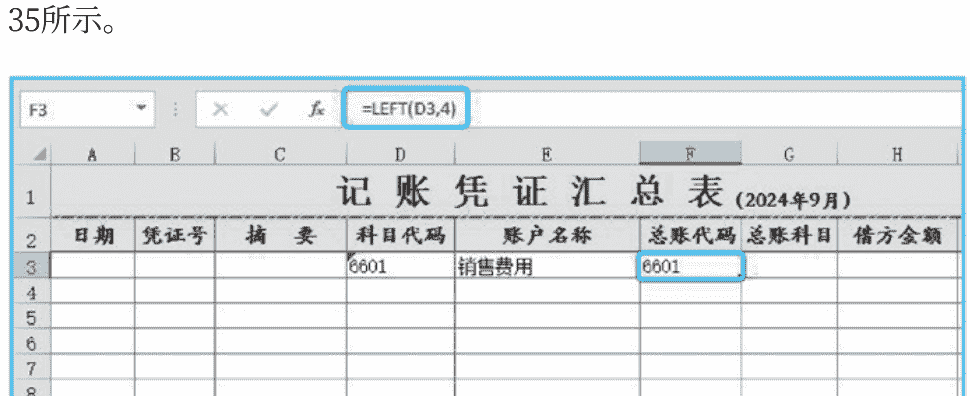 35所示。
F3 fx =LEFT(D3,4)
A B C D E F G H
1 记账凭证汇总表(2024年9月)
2 日期 凭证号 摘要 科目代码 账户名称 总账代码 总账科目 借方金额
3 6601 销售费用 6601
4
5
6
7
8